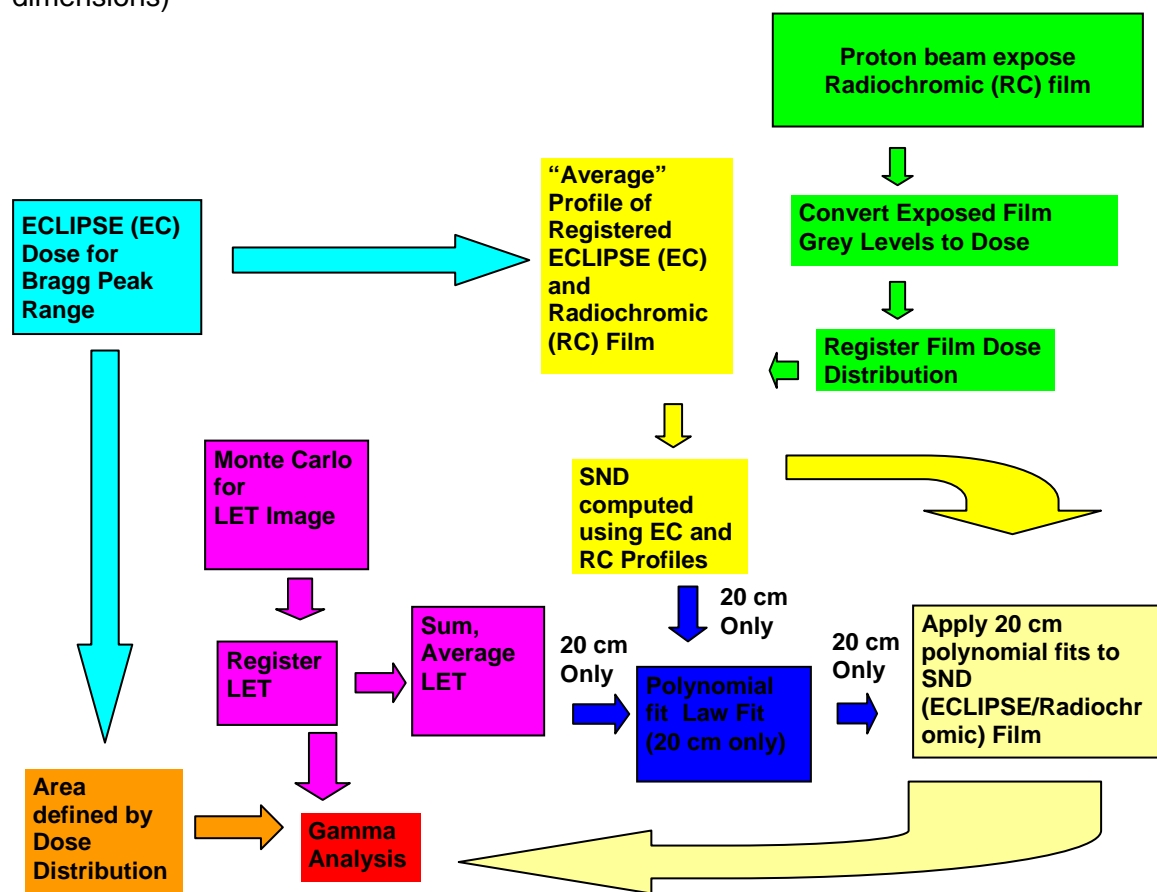 dimensions)
Proton beam expose
Radiochromic (RC) film
“Average”
Profile of
Registered
ECLIPSE (EC)
and
Radiochromic
(RC) Film
ECLIPSE (EC)
Dose for
Bragg Peak
Range
Convert Exposed Film
Grey Levels to Dose
Register Film Dose
Distribution
Monte Carlo
for
LET Image
SND
computed
using EC and
RC Profiles
20 cm
Only
Register
LET
Sum,
Average
LET
20 cm
Only
Polynomial
fit Law Fit
(20 cm only)
20 cm
Only
Apply 20 cm
polynomial fits to
SND
(ECLIPSE/Radiochr
omic) Film
Area
defined by
Dose
Distribution
Gamma
Analysis